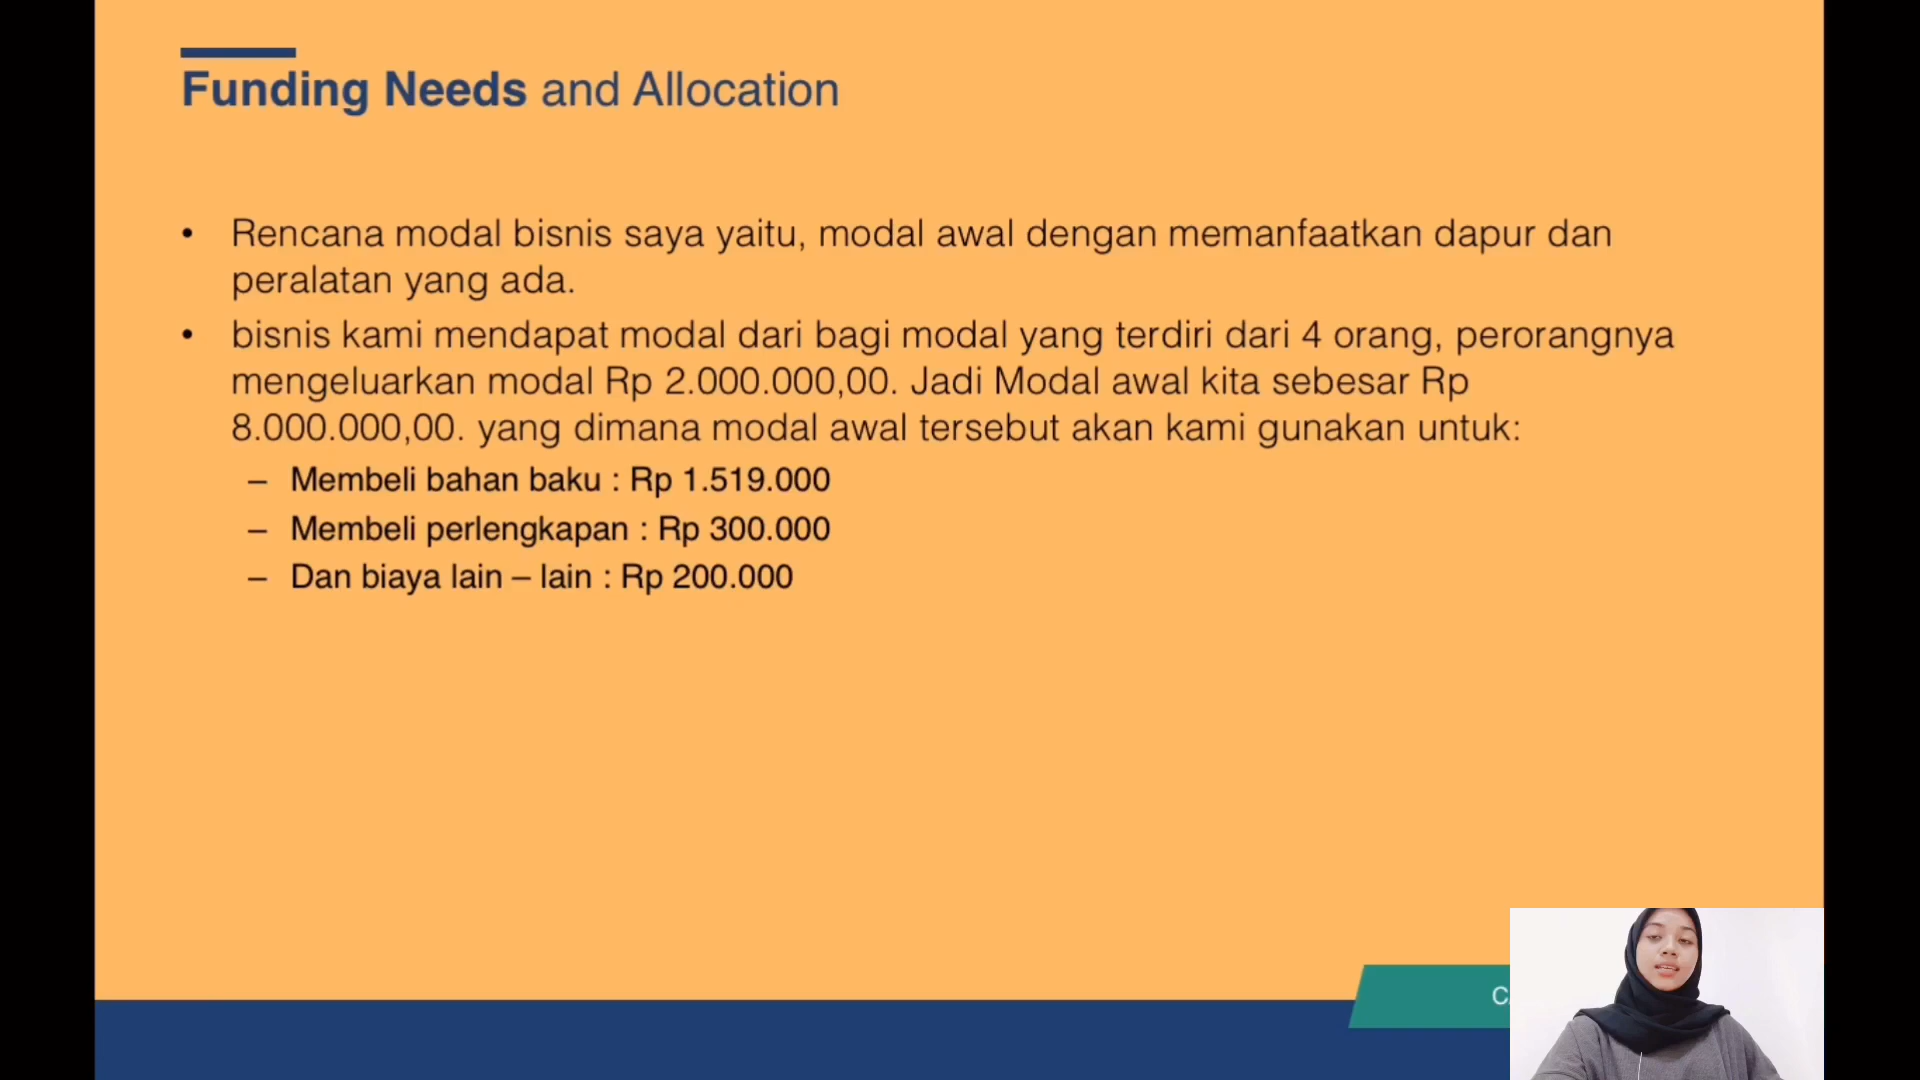 Funding Needs and Allocation
• Rencana modal bisnis saya yaitu, modal awal dengan memanfaatkan dapur dan
peralatan yang ada.
• bisnis kami mendapat modal dari bagi modal yang terdiri dari 4 orang, perorangnya
mengeluarkan modal Rp 2.000.000,00. Jadi Modal awal kita sebesar Rp
8.000.000,00. yang dimana modal awal tersebut akan kami gunakan untuk:
– Membeli bahan baku : Rp 1.519.000
– Membeli perlengkapan : Rp 300.000
– Dan biaya lain – lain : Rp 200.000